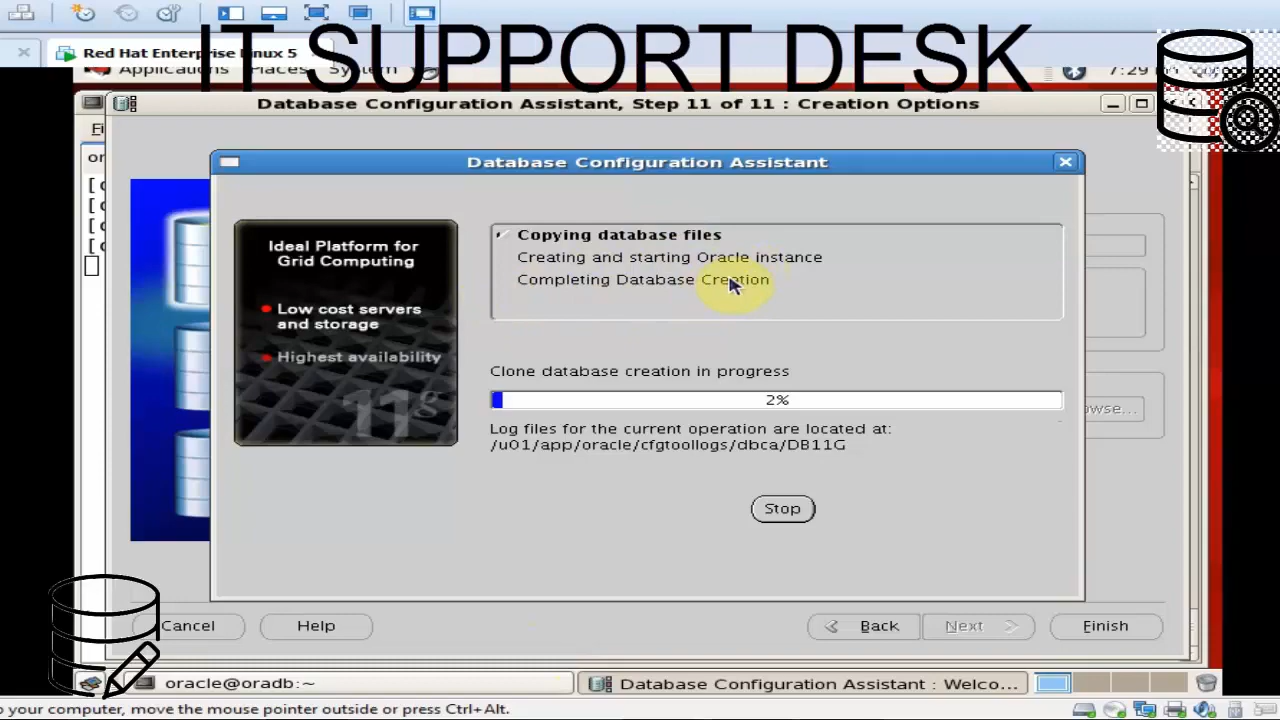 IT SUPPORT DESK
Red Hat Enterprise Linux 5
Applications Places System
7:29
Database Configuration Assistant, Step 11 of 11 : Creation Options
Database Configuration Assistant
Ideal Platform for
Grid Computing
Low cost servers
and storage
Highest availability
11g
Copying database files
Creating and starting Oracle instance
Completing Database Creation
Clone database creation in progress
2%
Log files for the current operation are located at:
/u01/app/oracle/cfgtoollogs/dbca/DB11G
Stop
Cancel
Help
Back
Next
Finish
oracle@oradb:~
Database Configuration Assistant : Welco...
your computer, move the mouse pointer outside or press Ctrl+Alt.